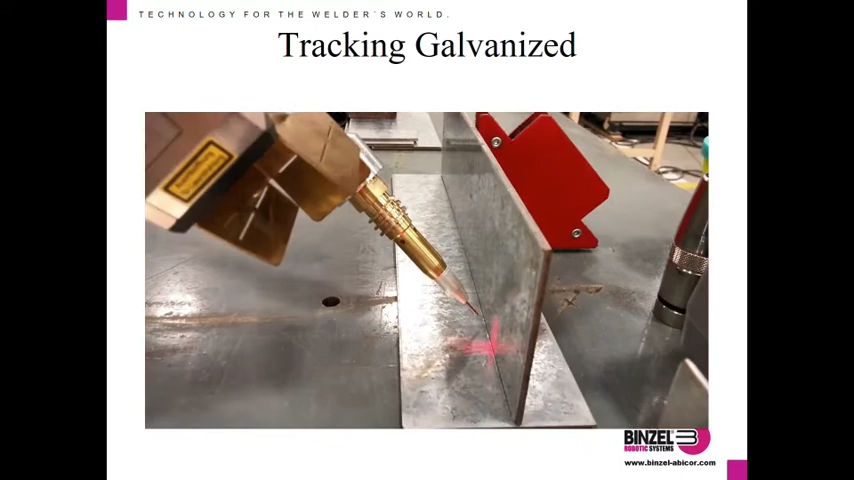 TECHNOLOGY FOR THE WELDER`S WORLD.
Tracking Galvanized
BINZEL
ROBOTIC SYSTEMS
www.binzel-abicor.com